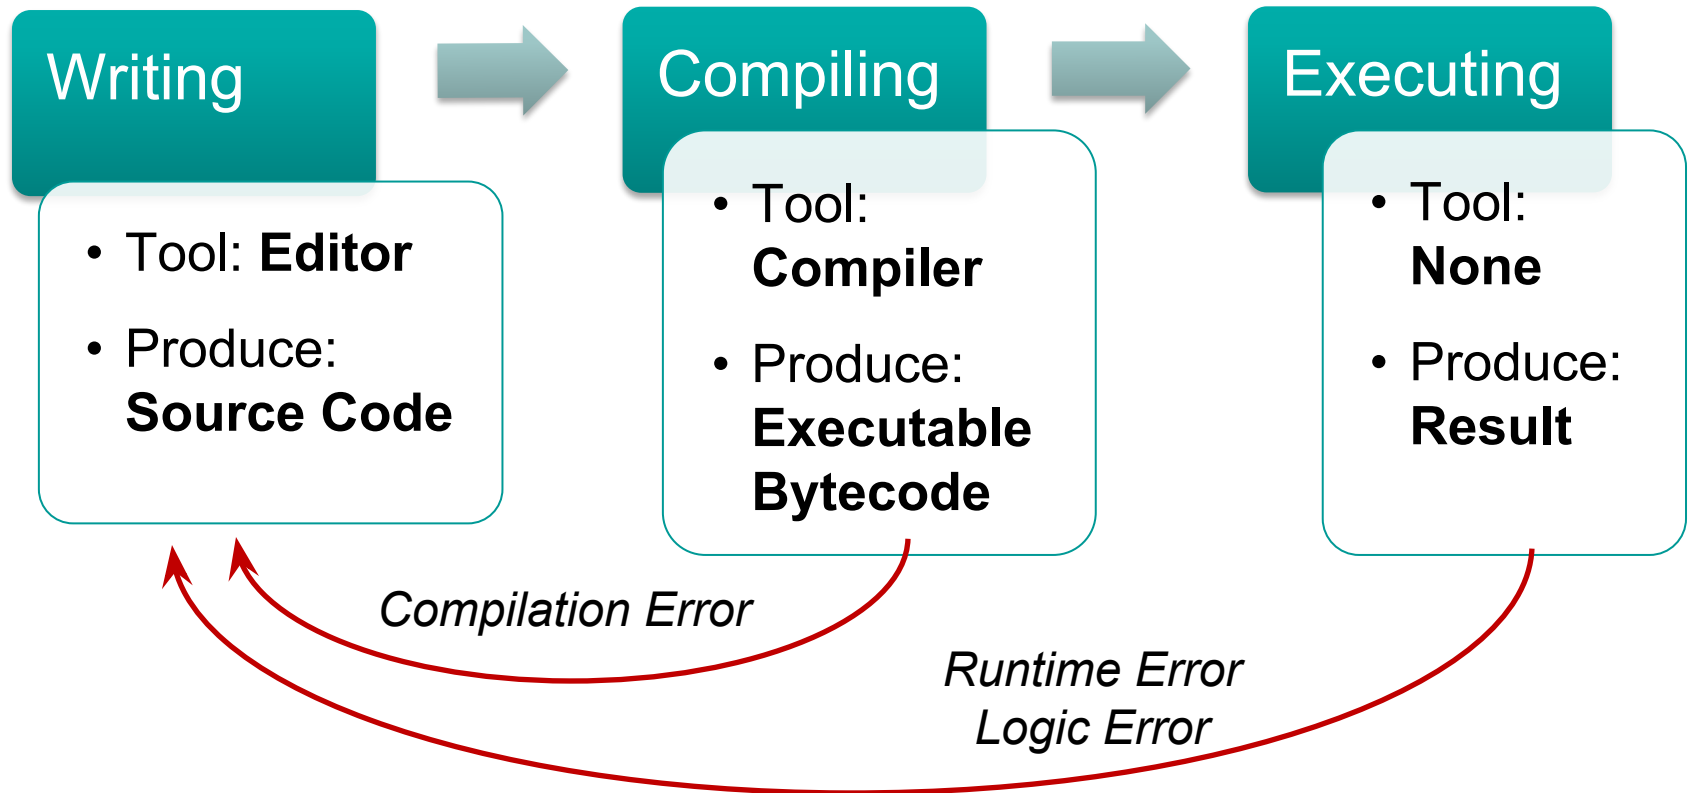 Writing
• Tool: Editor
• Produce:
Source Code
Compiling
• Tool:
Compiler
• Produce:
Executable
Bytecode
Executing
• Tool:
None
• Produce:
Result
Compilation Error
Runtime Error
Logic Error